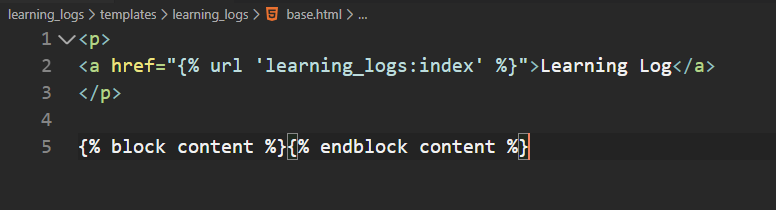 learning_logs > templates > learning_logs > base.html > ...
1 <p>
2 <a href="{% url 'learning_logs:index' %}">Learning Log</a>
3 </p>
4
5 {% block content %}{% endblock content %}